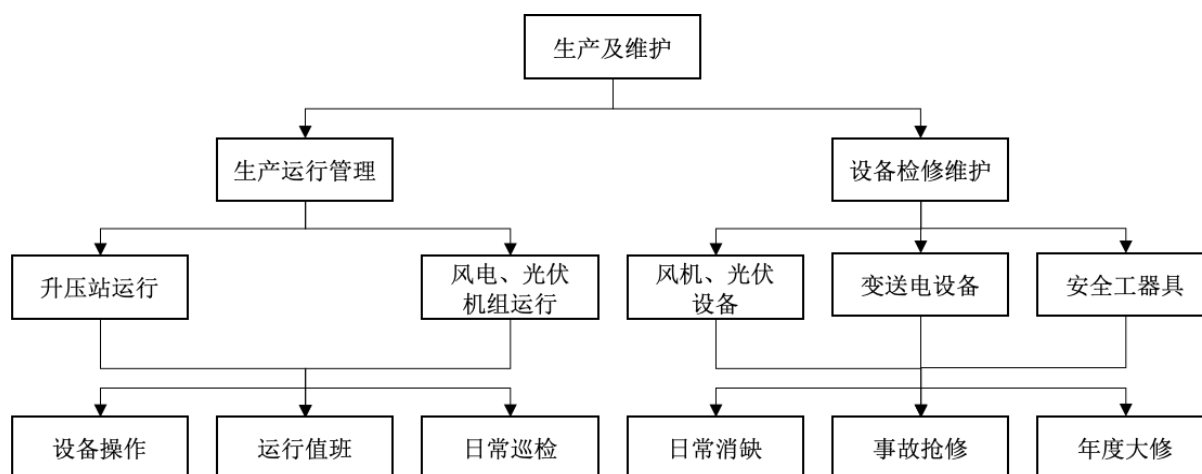 生产及维护
生产运行管理
设备检修维护
升压站运行
风电、光伏
机组运行
风机、光伏
设备
变送电设备
安全工器具
设备操作
运行值班
日常巡检
日常消缺
事故抢修
年度大修